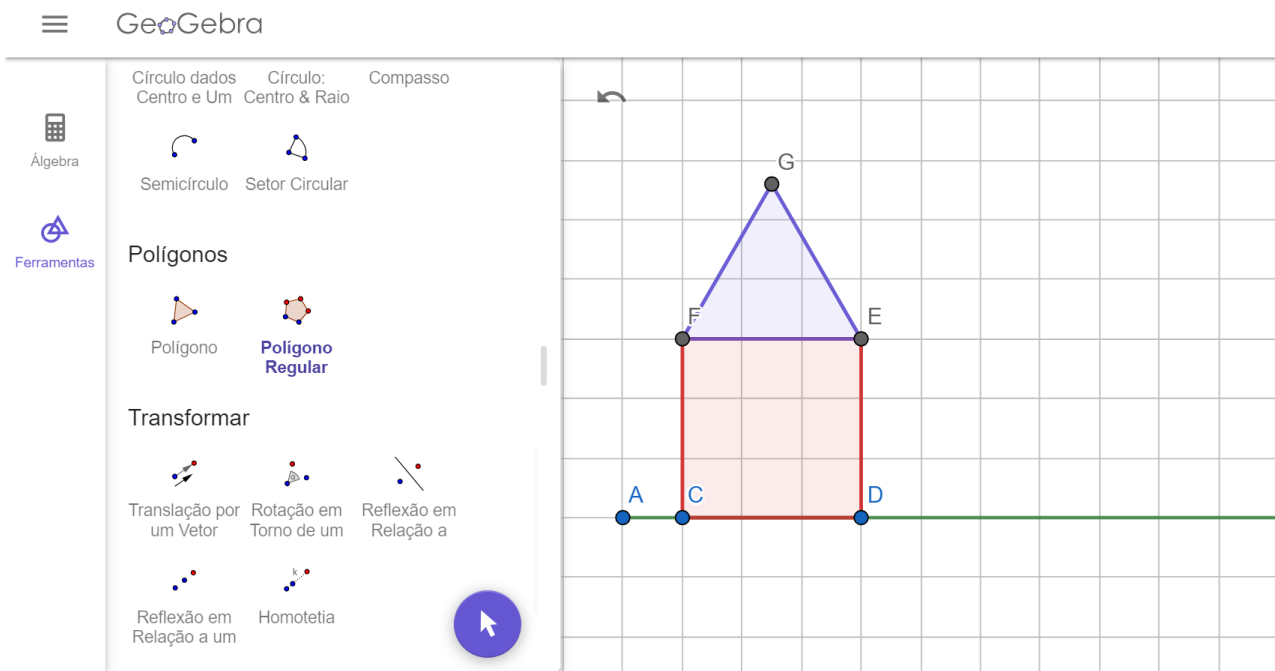 GeoGebra
Círculo dados
Centro e Um
Círculo:
Centro & Raio
Compasso
Álgebra
Semicírculo
Setor Circular
Ferramentas
Polígonos
Polígono
Polígono
Regular
Transformar
Translação por
um Vetor
Rotação em
Torno de um
Reflexão em
Relação a
Reflexão em
Relação a um
Homotetia
k
G
F
E
A
C
D